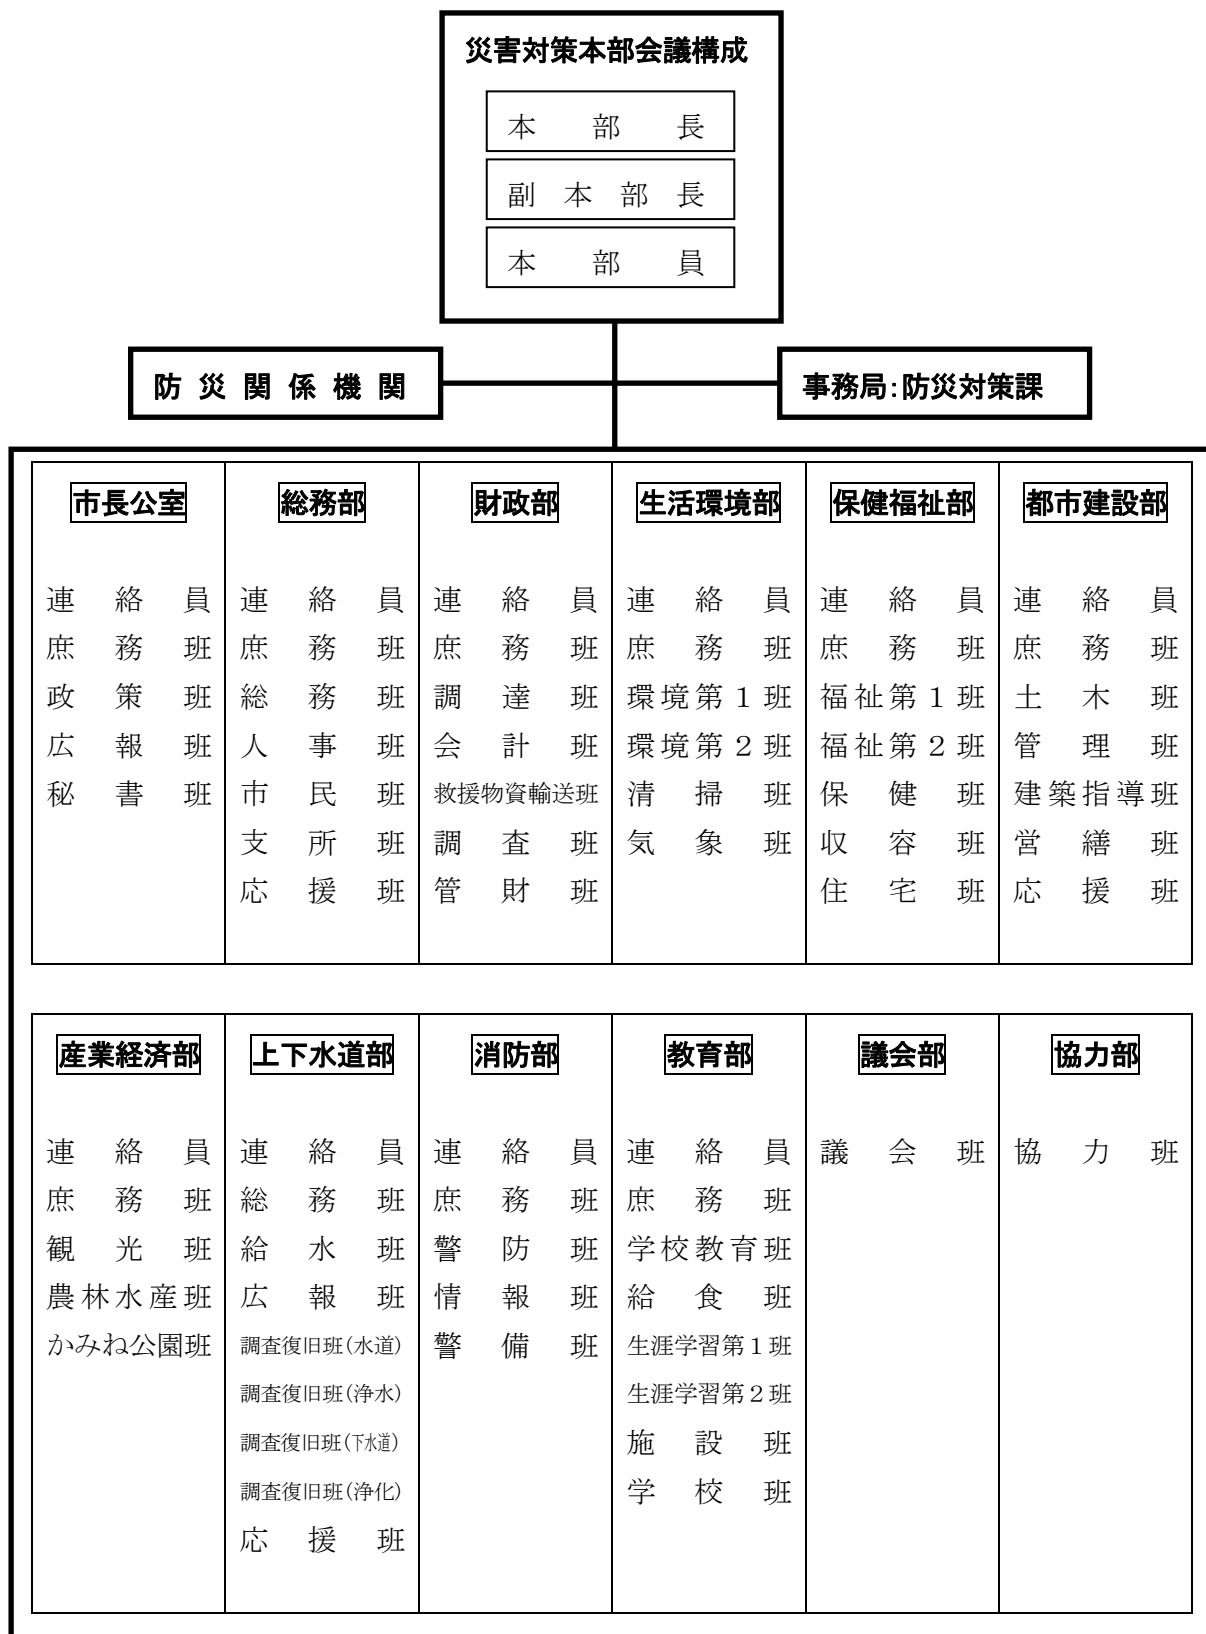 災害対策本部会議構成
本部長
副本部長
本部員
防災関係機関
事務局:防災対策課
市長公室
連絡員
庶務班
政策班
広報班
秘書班
総務部
連絡員
庶務班
総務班
人事班
市民班
支所班
応援班
財政部
連絡員
庶務班
調達班
会計班
救援物資輸送班
調査班
管財班
生活環境部
連絡員
庶務班
環境第1班
環境第2班
清掃班
気象班
保健福祉部
連絡員
庶務班
福祉第1班
福祉第2班
保健班
収容班
住宅班
都市建設部
連絡員
庶務班
土木班
管理班
建築指導班
営繕班
応援班
産業経済部
連絡員
庶務班
観光班
農林水産班
かみね公園班
上下水道部
連絡員
総務班
給水班
広報班
調査復旧班(水道)
調査復旧班(浄水)
調査復旧班(下水道)
調査復旧班(浄化)
応援班
消防部
連絡員
庶務班
警防班
情報班
警備班
教育部
連絡員
庶務班
学校教育班
給食班
生涯学習第1班
生涯学習第2班
施設班
学校班
議会部
議会班
協力部
協力班